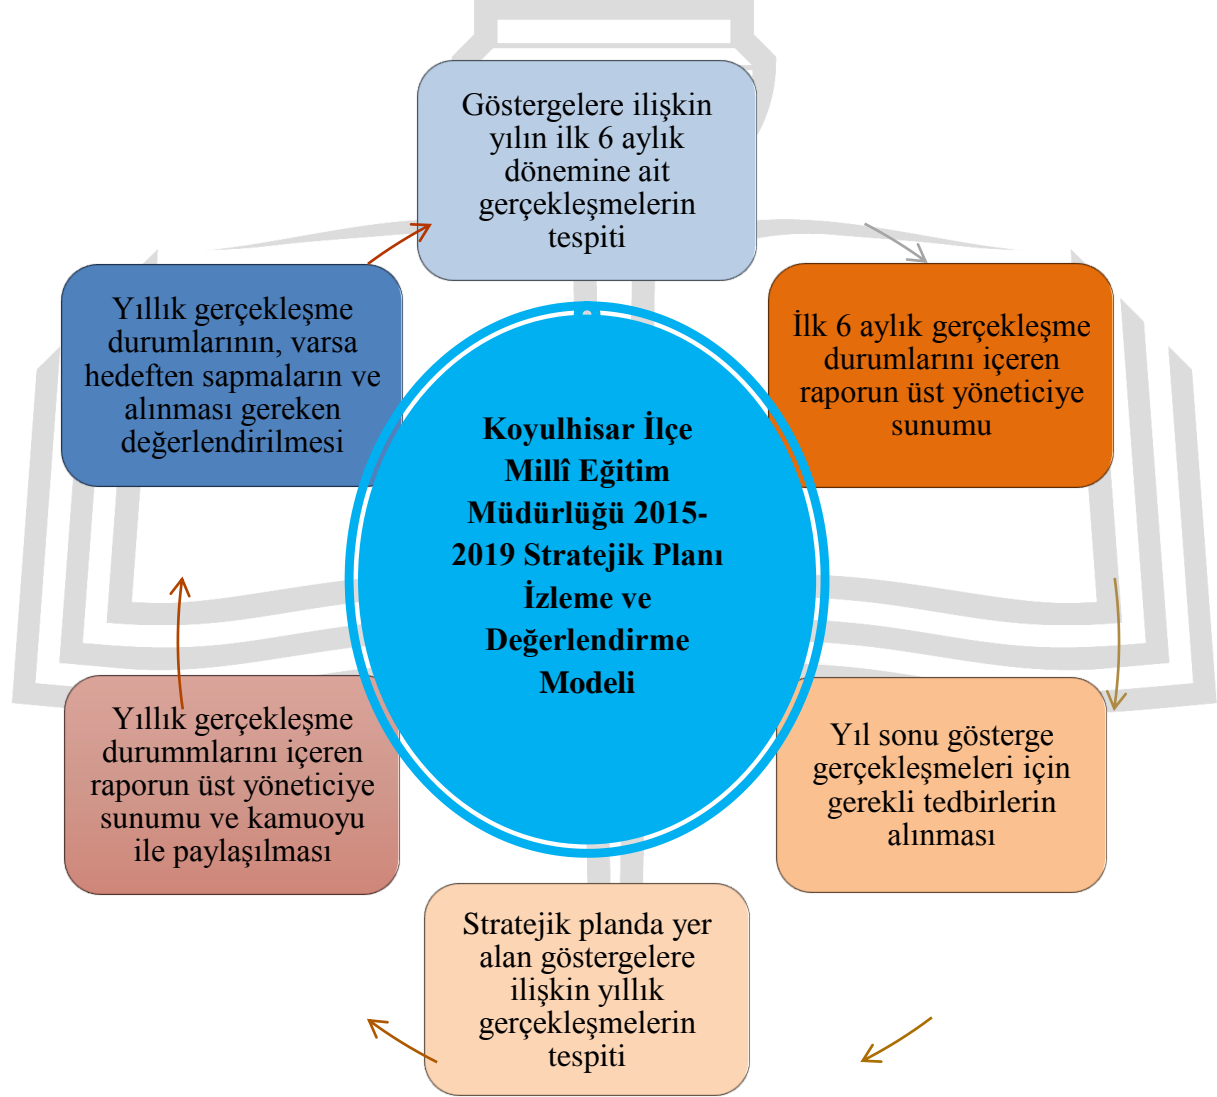 Göstergelere ilişkin
yılın ilk 6 aylık
dönemine ait
gerçekleşmelerin
tespiti
İlk 6 aylık gerçekleşme
durumlarını içeren
raporun üst yöneticiye
sunumu
Yıl sonu gösterge
gerçekleşmeleri için
gerekli tedbirlerin
alınması
Stratejik planda yer
alan göstergelere
ilişkin yıllık
gerçekleşmelerin
tespiti
Yıllık gerçekleşme
durummlarını içeren
raporun üst yöneticiye
sunumu ve kamuoyu
ile paylaşılması
Yıllık gerçekleşme
durumlarının, varsa
hedeften sapmaların ve
alınması gereken
değerlendirilmesi
Koyulhisar İlçe
Millî Eğitim
Müdürlüğü 2015-
2019 Stratejik Planı
İzleme ve
Değerlendirme
Modeli